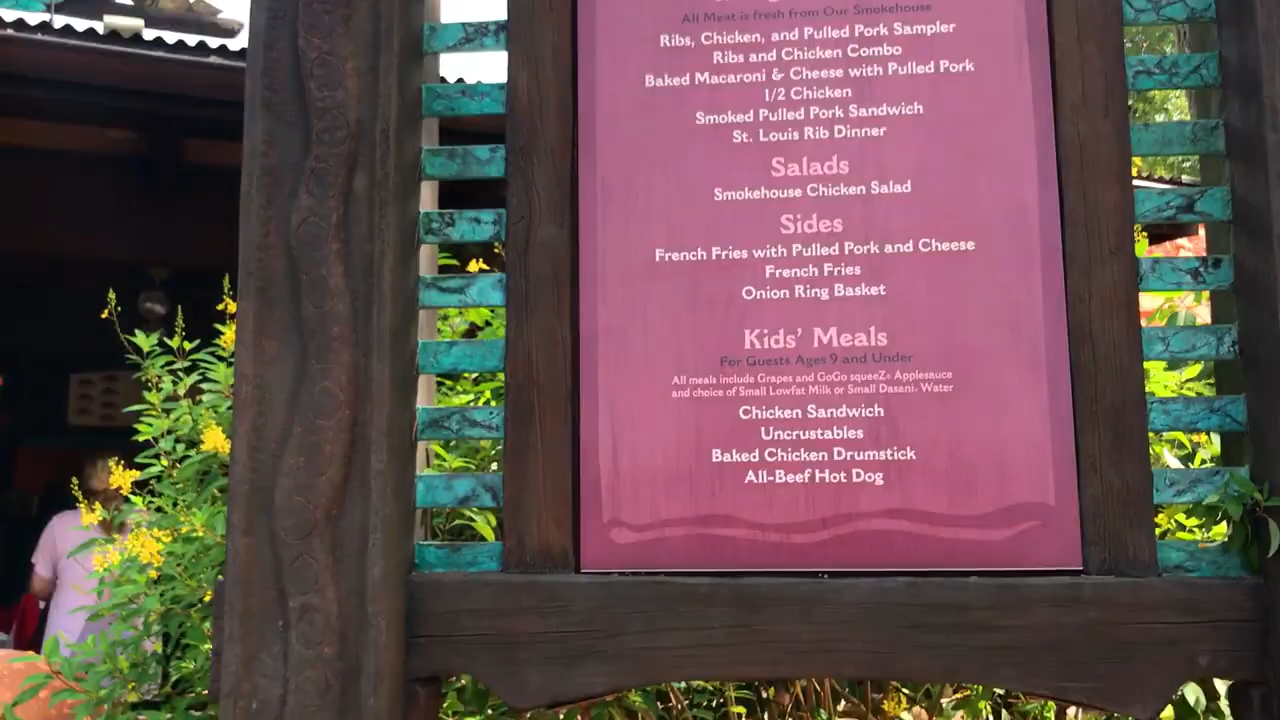 All Meat is fresh from Our Smokehouse
Ribs, Chicken, and Pulled Pork Sampler
Ribs and Chicken Combo
Baked Macaroni & Cheese with Pulled Pork
1/2 Chicken
Smoked Pulled Pork Sandwich
St. Louis Rib Dinner
Salads
Smokehouse Chicken Salad
Sides
French Fries with Pulled Pork and Cheese
French Fries
Onion Ring Basket
Kids' Meals
For Guests Ages 9 and Under
All meals include Grapes and GoGo squeeZ® Applesauce
and choice of Small Lowfat Milk or Small Dasani® Water
Chicken Sandwich
Uncrustables
Baked Chicken Drumstick
All-Beef Hot Dog